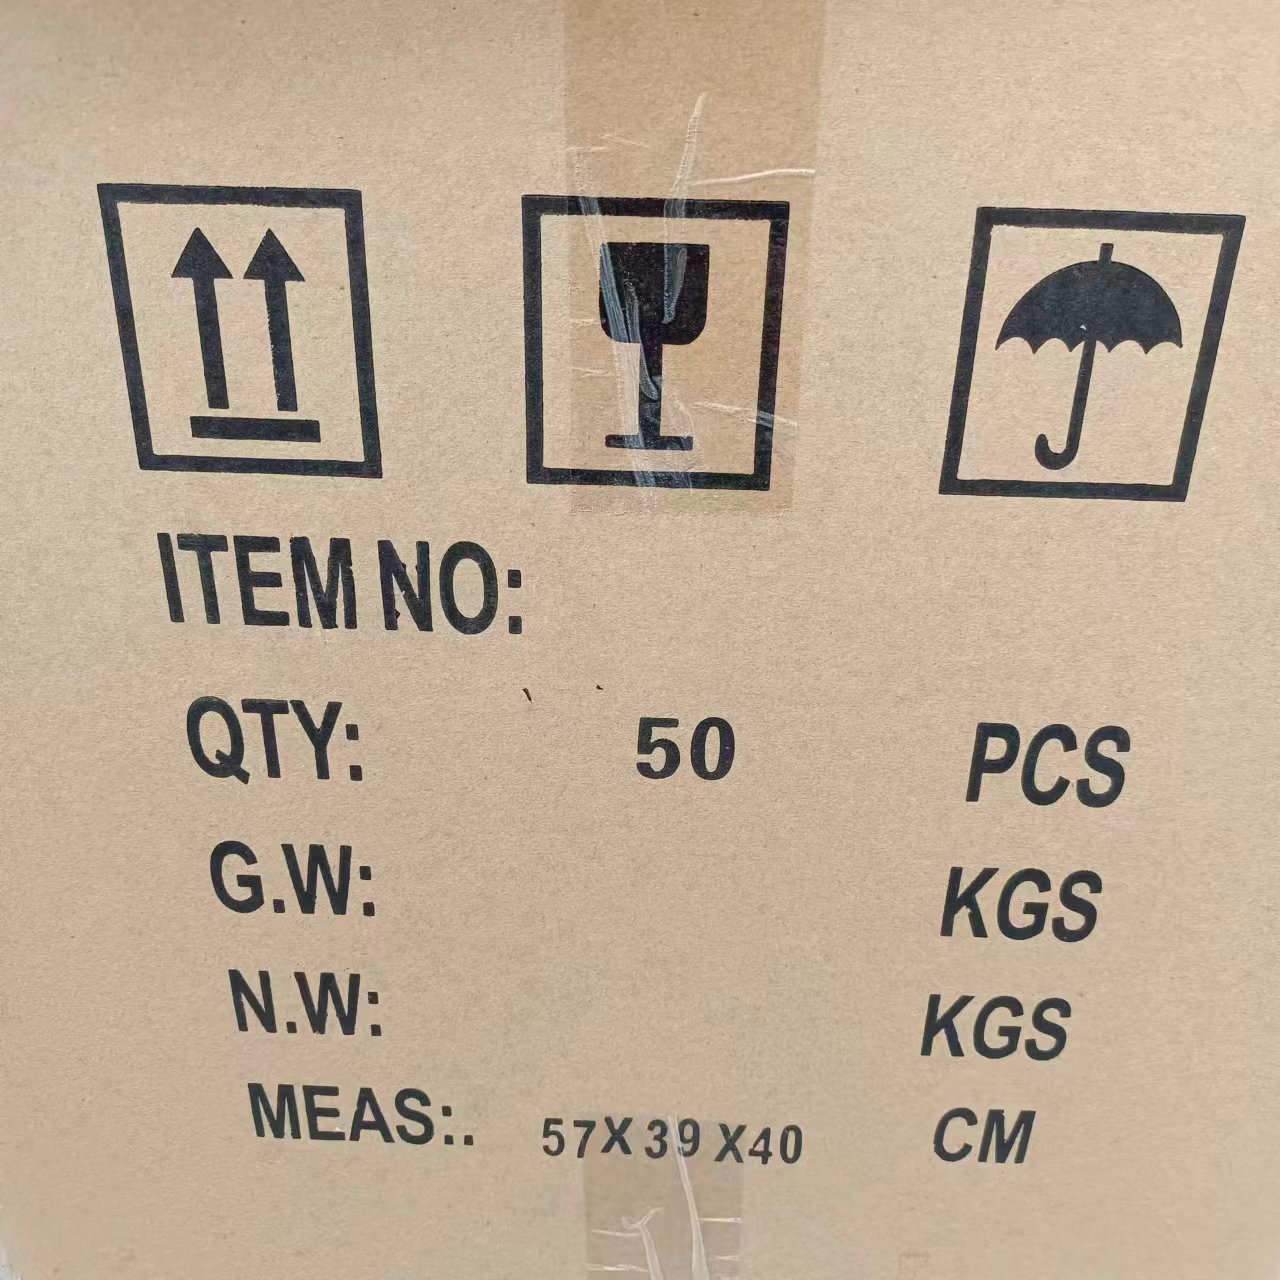 ITEM NO:
QTY: 50 PCS
G.W: KGS
N.W: KGS
MEAS:. 57X39X40 CM